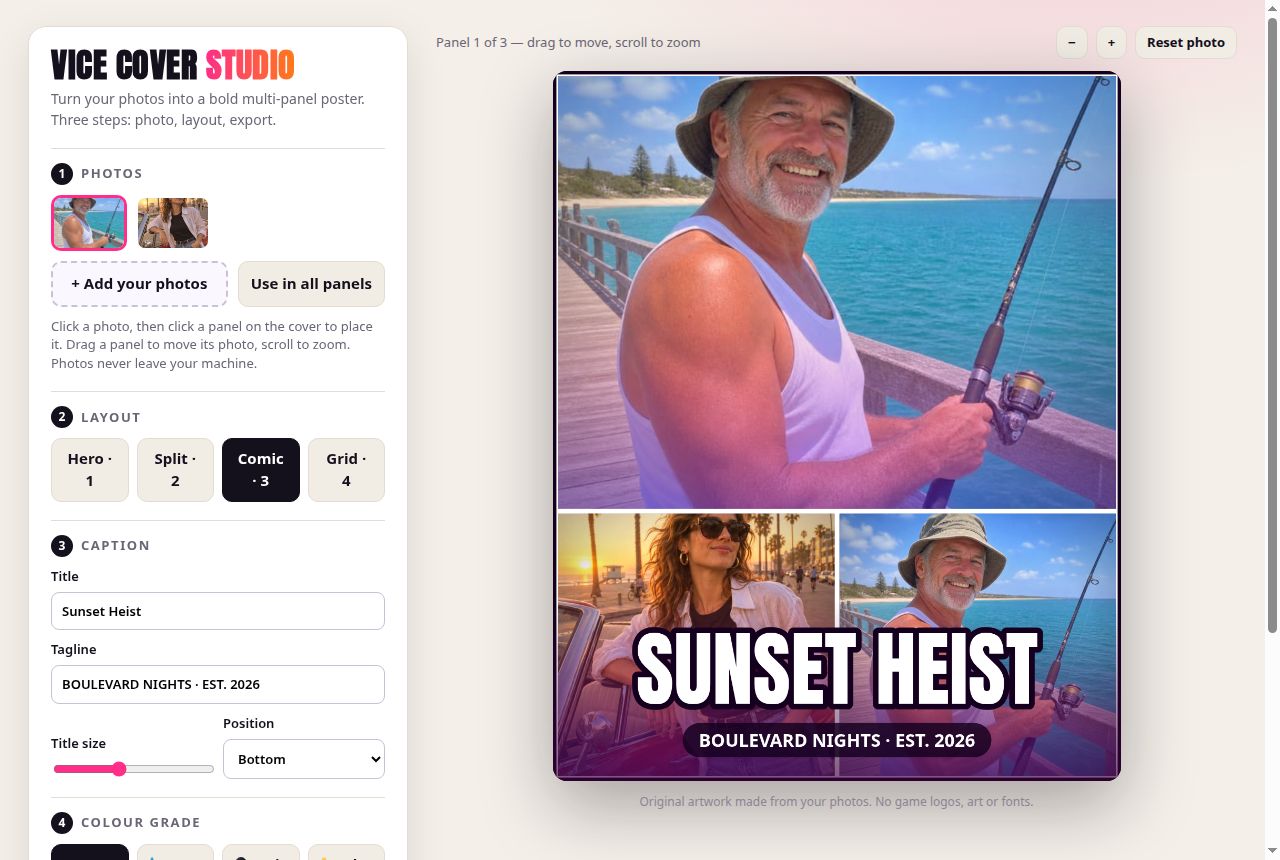 VICE COVER STUDIO
Turn your photos into a bold multi-panel poster.
Three steps: photo, layout, export.
1 PHOTOS
+ Add your photos
Use in all panels
Click a photo, then click a panel on the cover to place
it. Drag a panel to move its photo, scroll to zoom.
Photos never leave your machine.
2 LAYOUT
Hero ·
1
Split ·
2
Comic
· 3
Grid ·
4
3 CAPTION
Title
Sunset Heist
Tagline
BOULEVARD NIGHTS · EST. 2026
Title size
Position
Bottom
4 COLOUR GRADE
Panel 1 of 3 — drag to move, scroll to zoom
−
+
Reset photo
SUNSET HEIST
BOULEVARD NIGHTS · EST. 2026
Original artwork made from your photos. No game logos, art or fonts.